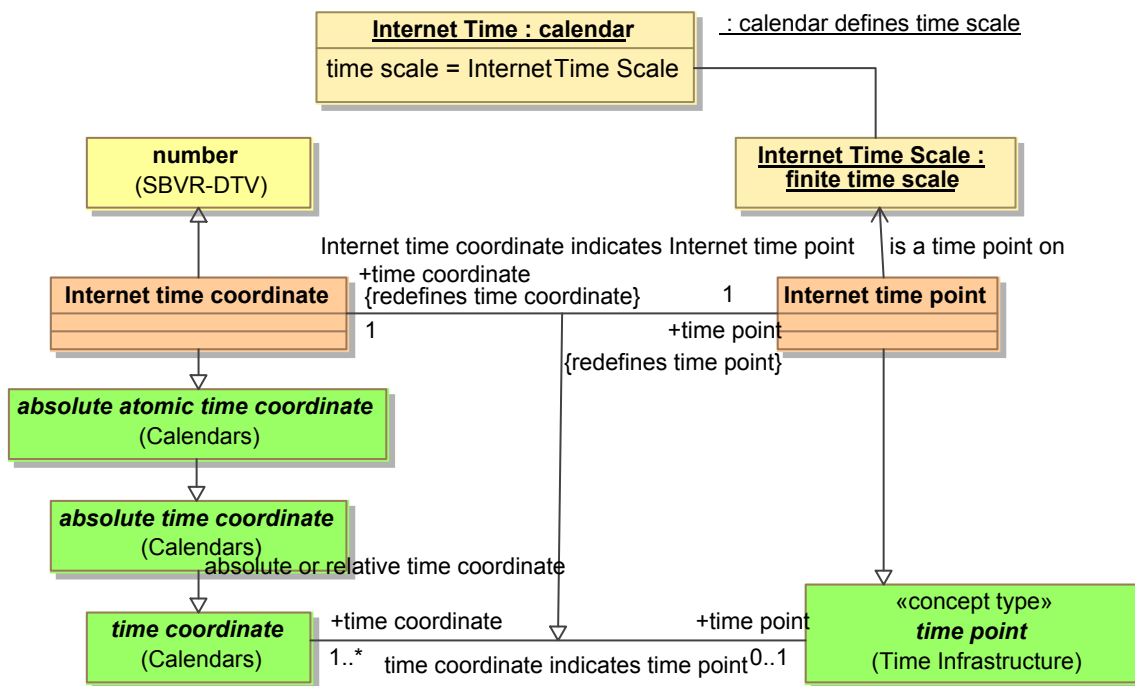 Internet Time : calendar
: calendar defines time scale
time scale = Internet Time Scale
number
(SBVR-DTV)
Internet Time Scale :
finite time scale
Internet time coordinate indicates Internet time point
is a time point on
+time coordinate
{redefines time coordinate}
1
Internet time coordinate
Internet time point
1
+time point
{redefines time point}
absolute atomic time coordinate
(Calendars)
absolute time coordinate
(Calendars)
absolute or relative time coordinate
«concept type»
time point
(Time Infrastructure)
time coordinate
(Calendars)
+time coordinate
+time point
1..*
time coordinate indicates time point
0..1